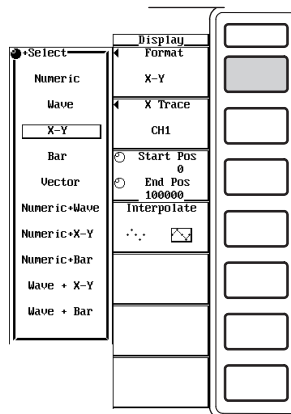 Select
Numeric
Wave
X-Y
Bar
Vector
Numeric+Wave
Numeric+X-Y
Numeric+Bar
Wave + X-Y
Wave + Bar
Display
Format
X-Y
X Trace
CH1
Start Pos
0
End Pos
100000
Interpolate